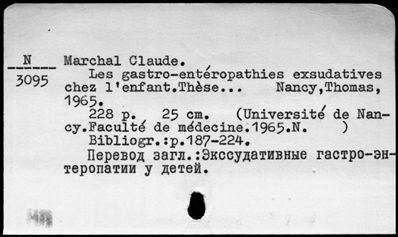 N Marchal Claude.
3095 Les gastro-entéropathies exsudatives
chez l'enfant.Thèse... Nancy,Thomas,
1965.
228 p. 25 cm. (Université de Nan-
cy.Faculté de médecine.1965.N. )
Bibliogr.:p.187-224.
Перевод загл.:Экссудативные гастро-эн-
теропатии у детей.